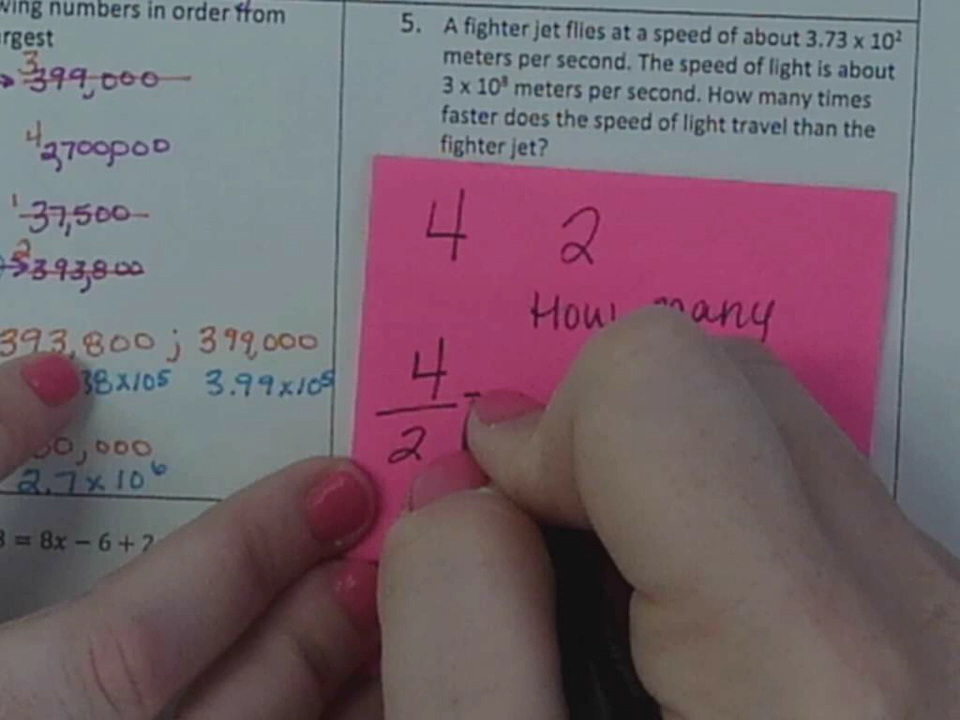 wing numbers in order from
rgest
3
399,000
4
2,700,000
1
37,500
2
393,800
393,800 ; 399,000
38x10⁵ 3.99x10⁵
00,000
2.7x10⁶
= 8x − 6 + 2
5. A fighter jet flies at a speed of about 3.73 x 10²
meters per second. The speed of light is about
3 x 10⁸ meters per second. How many times
faster does the speed of light travel than the
fighter jet?
4 2
How many
4
2